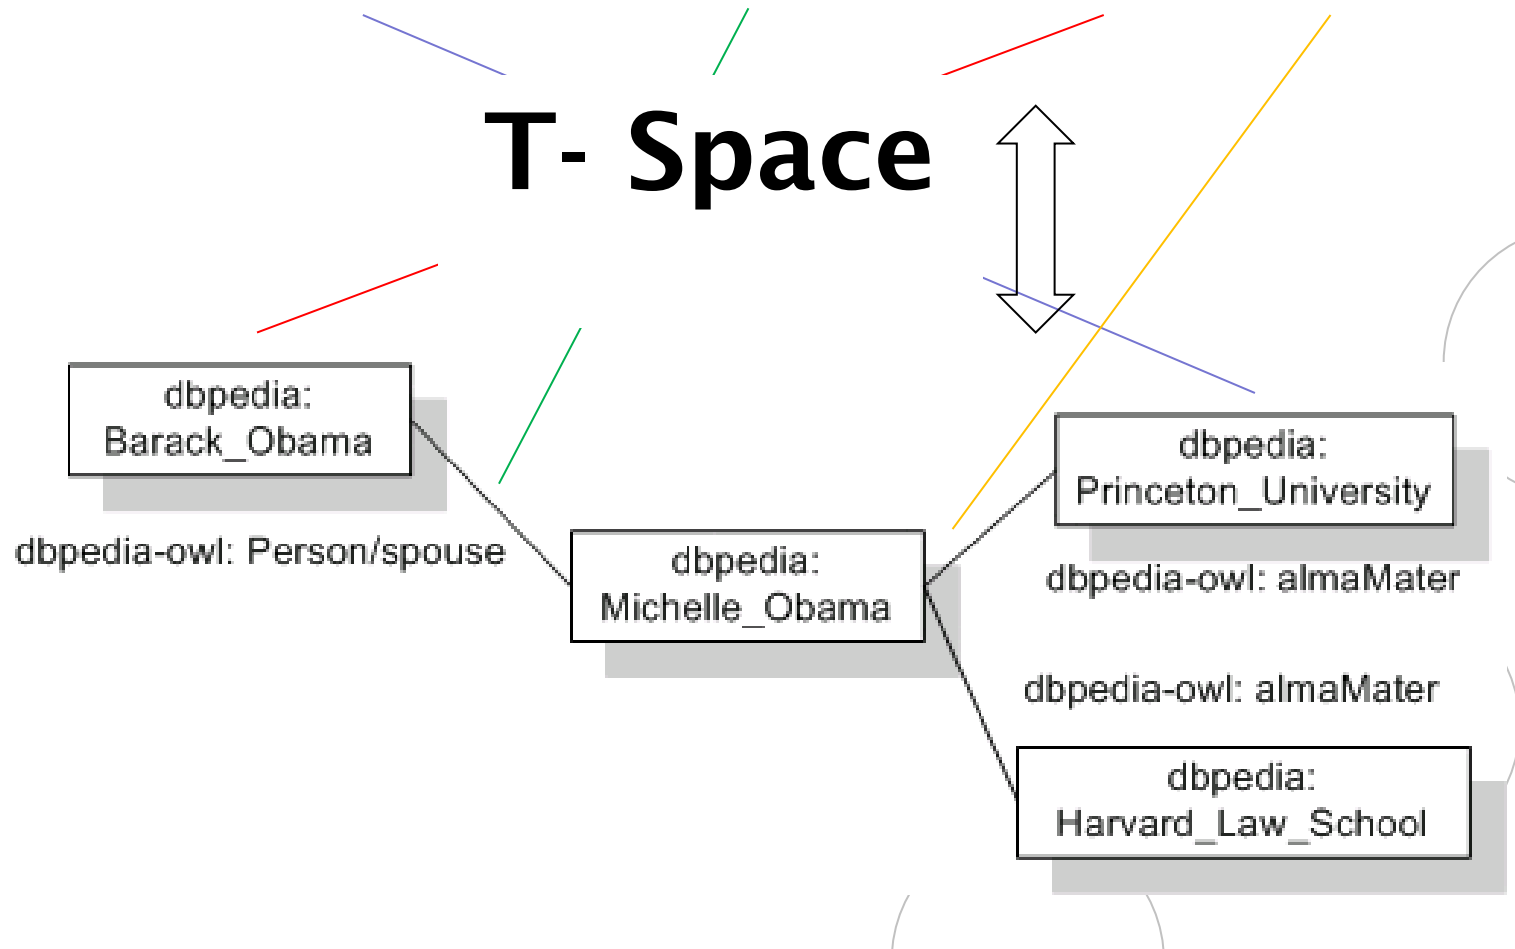 T- Space
dbpedia:
Barack_Obama
dbpedia-owl: Person/spouse
dbpedia:
Michelle_Obama
dbpedia:
Princeton_University
dbpedia-owl: almaMater
dbpedia-owl: almaMater
dbpedia:
Harvard_Law_School